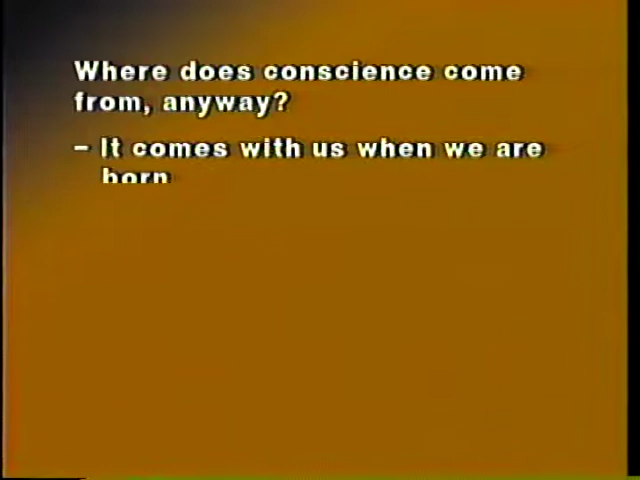 Where does conscience come
from, anyway?
– It comes with us when we are
born